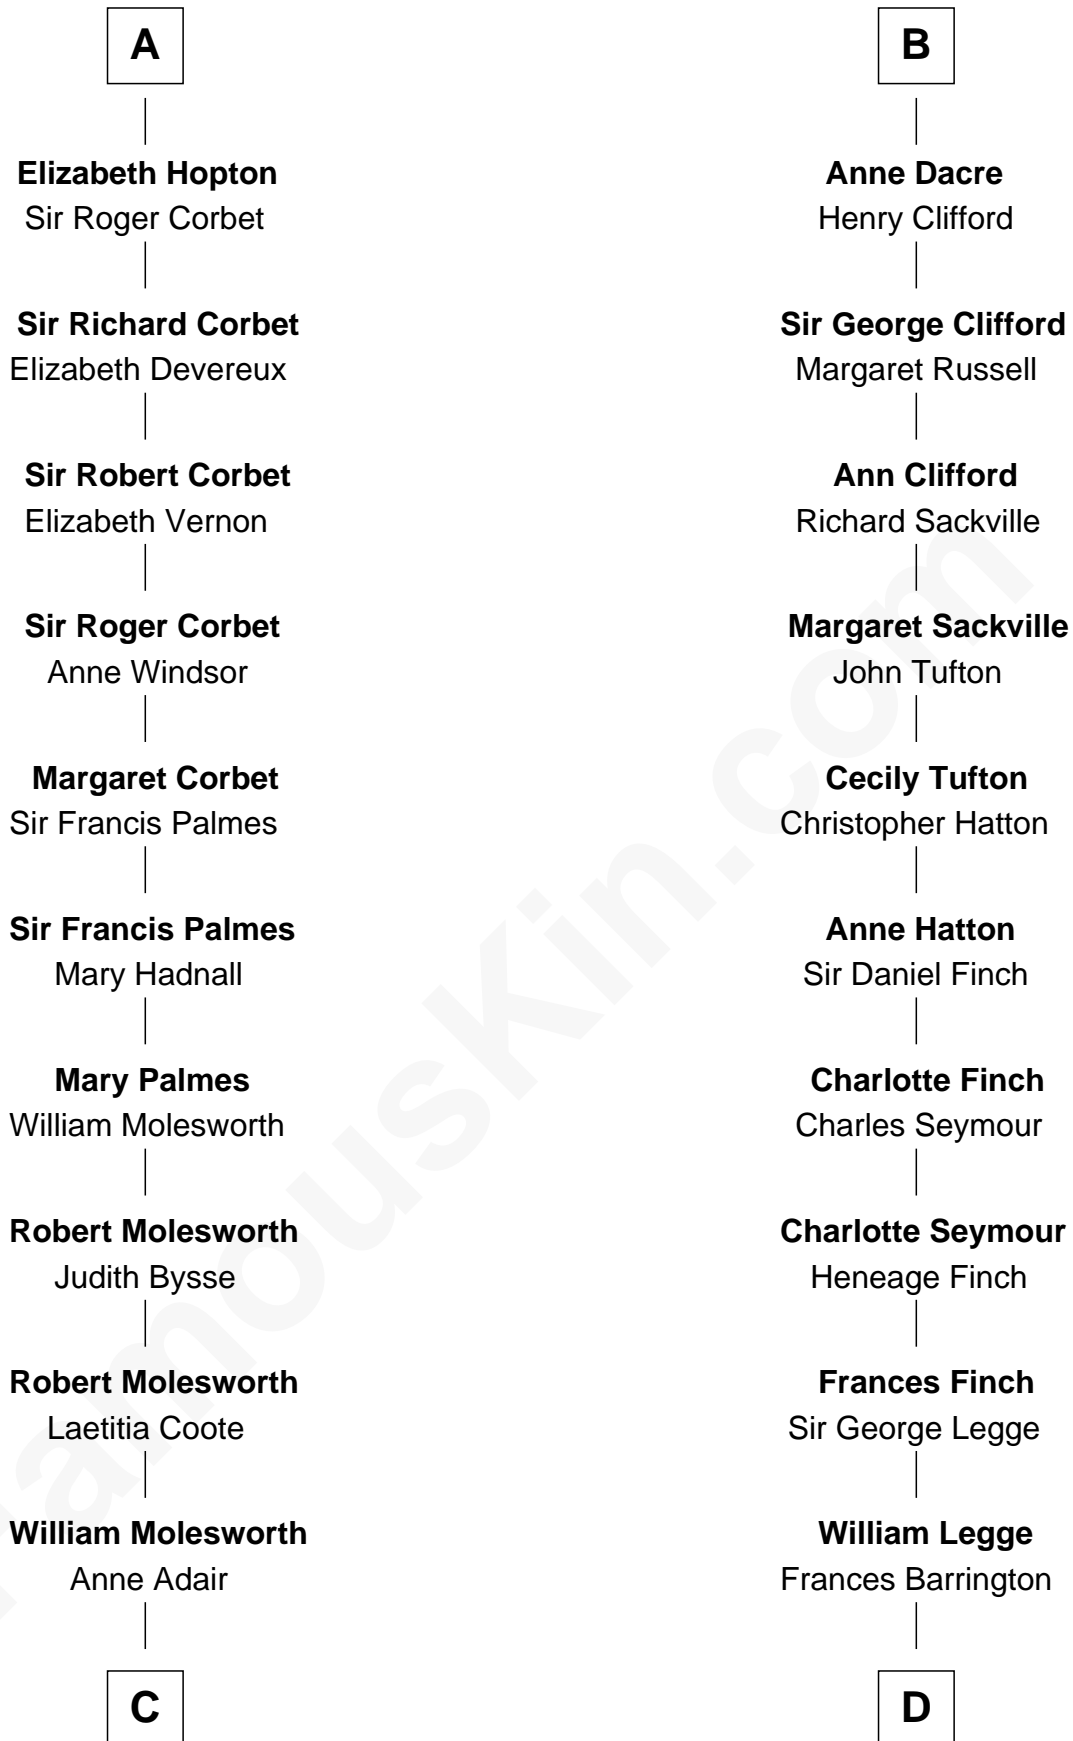 A
Elizabeth Hopton
Sir Roger Corbet
Sir Richard Corbet
Elizabeth Devereux
Sir Robert Corbet
Elizabeth Vernon
Sir Roger Corbet
Anne Windsor
Margaret Corbet
Sir Francis Palmes
Sir Francis Palmes
Mary Hadnall
Mary Palmes
William Molesworth
Robert Molesworth
Judith Bysse
Robert Molesworth
Laetitia Coote
William Molesworth
Anne Adair
C
B
Anne Dacre
Henry Clifford
Sir George Clifford
Margaret Russell
Ann Clifford
Richard Sackville
Margaret Sackville
John Tufton
Cecily Tufton
Christopher Hatton
Anne Hatton
Sir Daniel Finch
Charlotte Finch
Charles Seymour
Charlotte Seymour
Heneage Finch
Frances Finch
Sir George Legge
William Legge
Frances Barrington
D
FamousKin.com